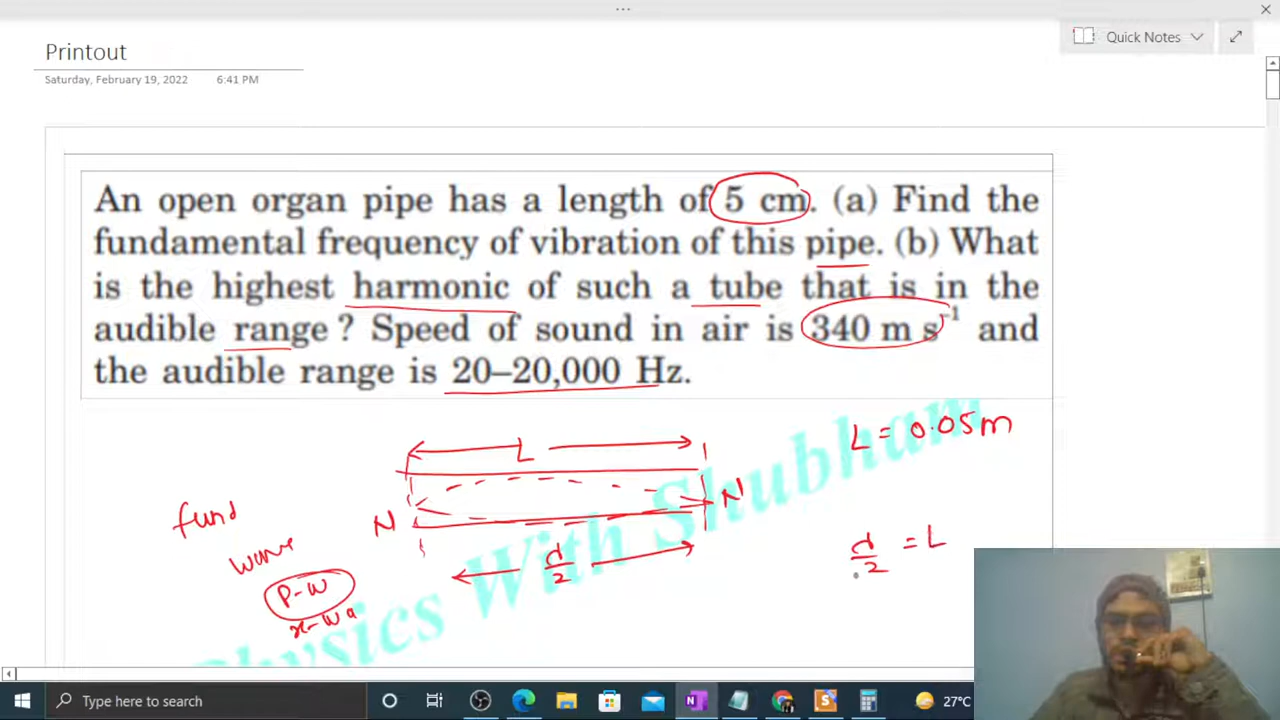 ...
Printout
Quick Notes
Saturday, February 19, 2022 6:41 PM
An open organ pipe has a length of 5 cm. (a) Find the
fundamental frequency of vibration of this pipe. (b) What
is the highest harmonic of such a tube that is in the
audible range ? Speed of sound in air is 340 m s⁻¹ and
the audible range is 20–20,000 Hz.
L = 0.05m
L
N
N
fund
wave
P-W
d/2
d/2 = L
Physics With Shubham
Type here to search
27°C